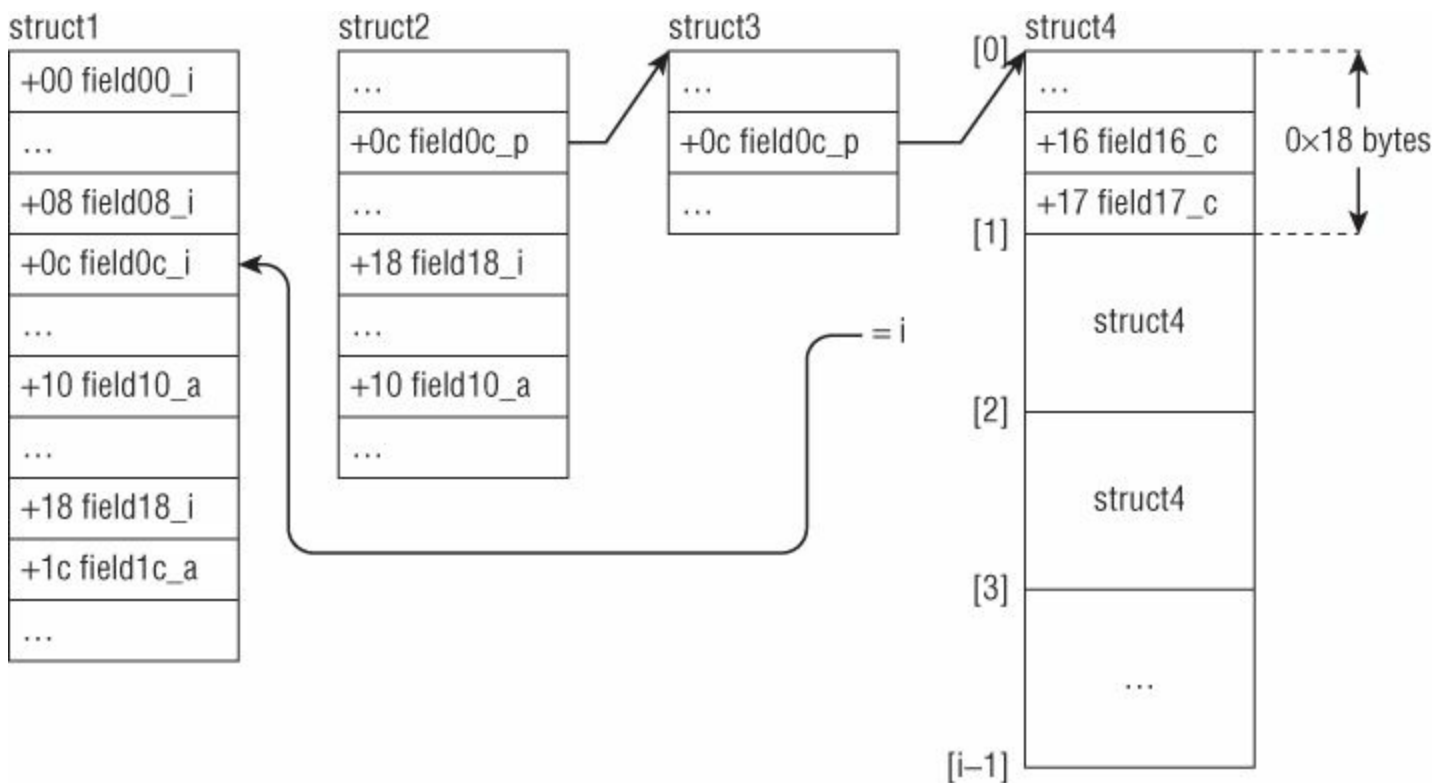 struct1
+00 field00_i
...
+08 field08_i
+0c field0c_i
...
+10 field10_a
...
+18 field18_i
+1c field1c_a
...
struct2
...
+0c field0c_p
...
+18 field18_i
...
+10 field10_a
...
struct3
...
+0c field0c_p
...
= i
struct4
[0]
...
+16 field16_c
+17 field17_c
0×18 bytes
[1]
struct4
[2]
struct4
[3]
...
[i–1]